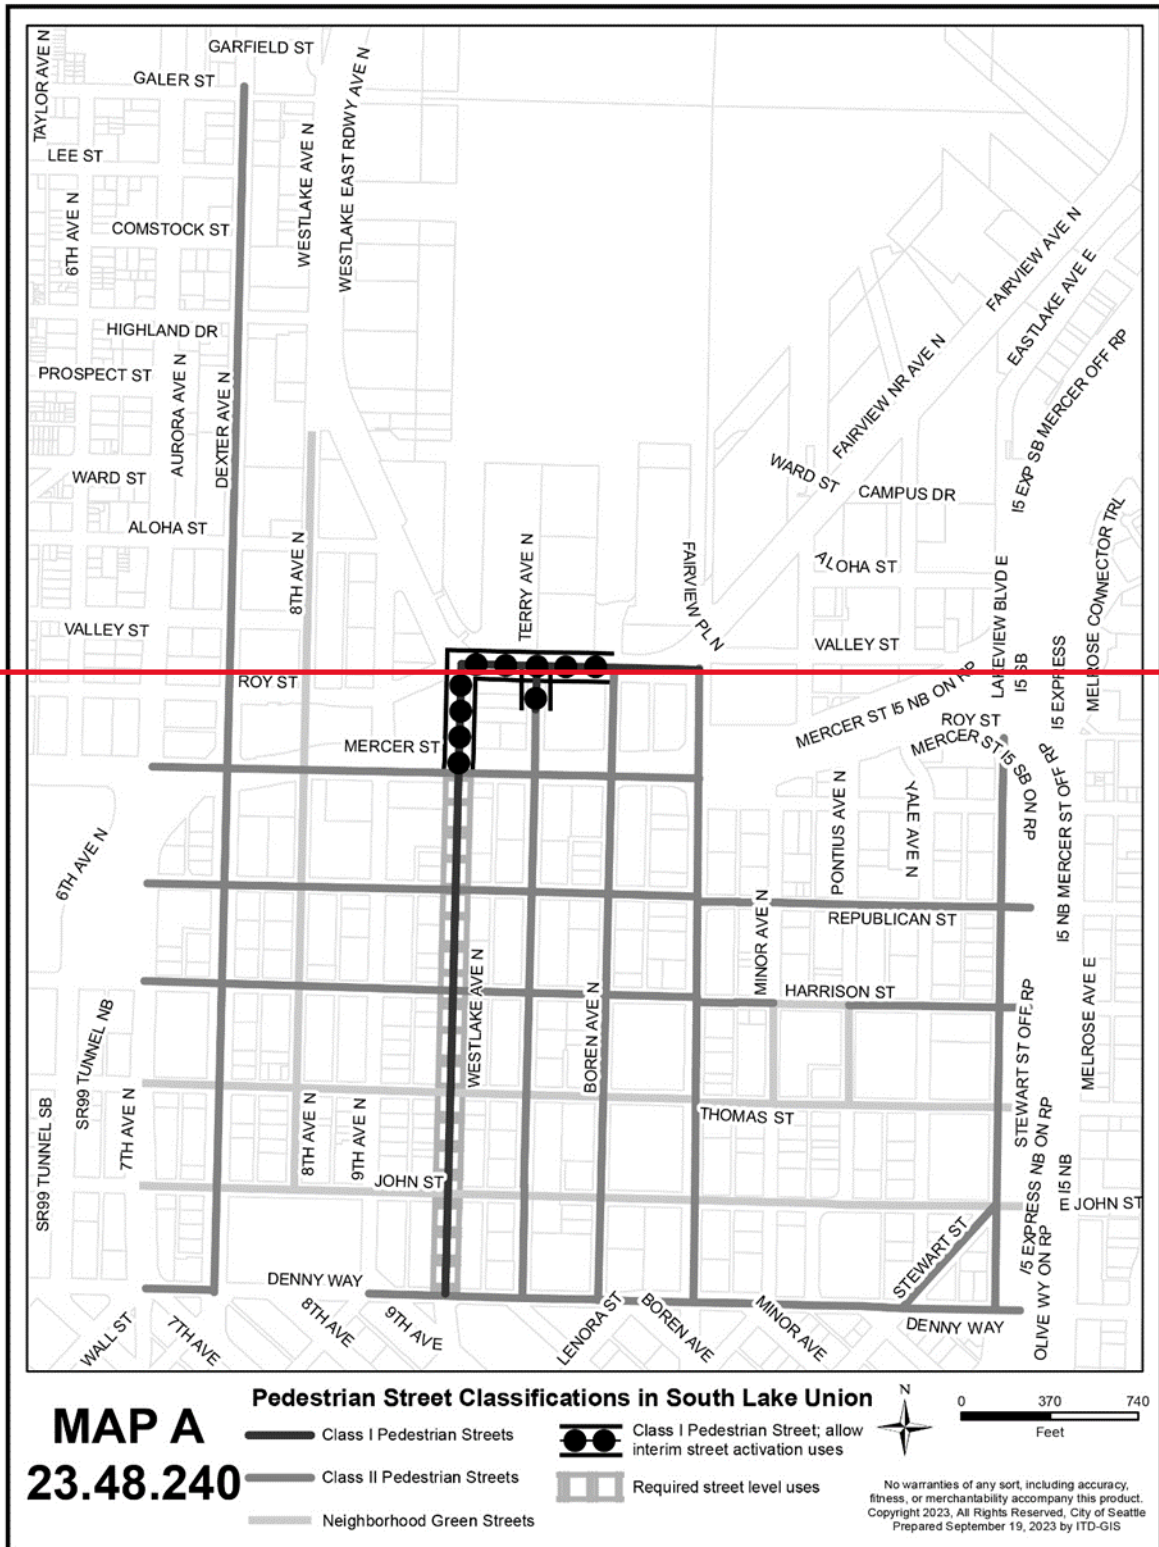 GARFIELD ST
GALER ST
TAYLOR AVE N
LEE ST
6TH AVE N
COMSTOCK ST
WESTLAKE AVE N
WESTLAKE EAST RDWY AVE N
HIGHLAND DR
PROSPECT ST
AURORA AVE N
DEXTER AVE N
FAIRVIEW AVE N
EASTLAKE AVE E
FAIRVIEW NR AVE N
I5 EXP SB MERCER OFF RP
WARD ST
WARD ST
CAMPUS DR
ALOHA ST
8TH AVE N
TERRY AVE N
FAIRVIEW PL N
ALOHA ST
LAKEVIEW BLVD E
MELROSE CONNECTOR TRL
VALLEY ST
VALLEY ST
I5 SB
I5 EXPRESS
ROY ST
MERCER ST I5 NB ON RP
ROY ST
MERCER ST
MERCER ST I5 SB ON RP
I5 NB MERCER ST OFF RP
6TH AVE N
PONTIUS AVE N
YALE AVE N
REPUBLICAN ST
MINOR AVE N
WESTLAKE AVE N
BOREN AVE N
HARRISON ST
SR99 TUNNEL NB
STEWART ST OFF RP
MELROSE AVE E
SR99 TUNNEL SB
7TH AVE N
8TH AVE N
9TH AVE N
THOMAS ST
JOHN ST
I5 EXPRESS NB ON RP
I5 NB
E JOHN ST
STEWART ST
DENNY WAY
OLIVE WY ON RP
WALL ST
7TH AVE
8TH AVE
9TH AVE
LENORA ST
BOREN AVE
MINOR AVE
DENNY WAY
MAP A
23.48.240
Pedestrian Street Classifications in South Lake Union
Class I Pedestrian Streets
Class II Pedestrian Streets
Neighborhood Green Streets
Class I Pedestrian Street; allow
interim street activation uses
Required street level uses
N
0 370 740
Feet
No warranties of any sort, including accuracy,
fitness, or merchantability accompany this product.
Copyright 2023, All Rights Reserved, City of Seattle
Prepared September 19, 2023 by ITD-GIS